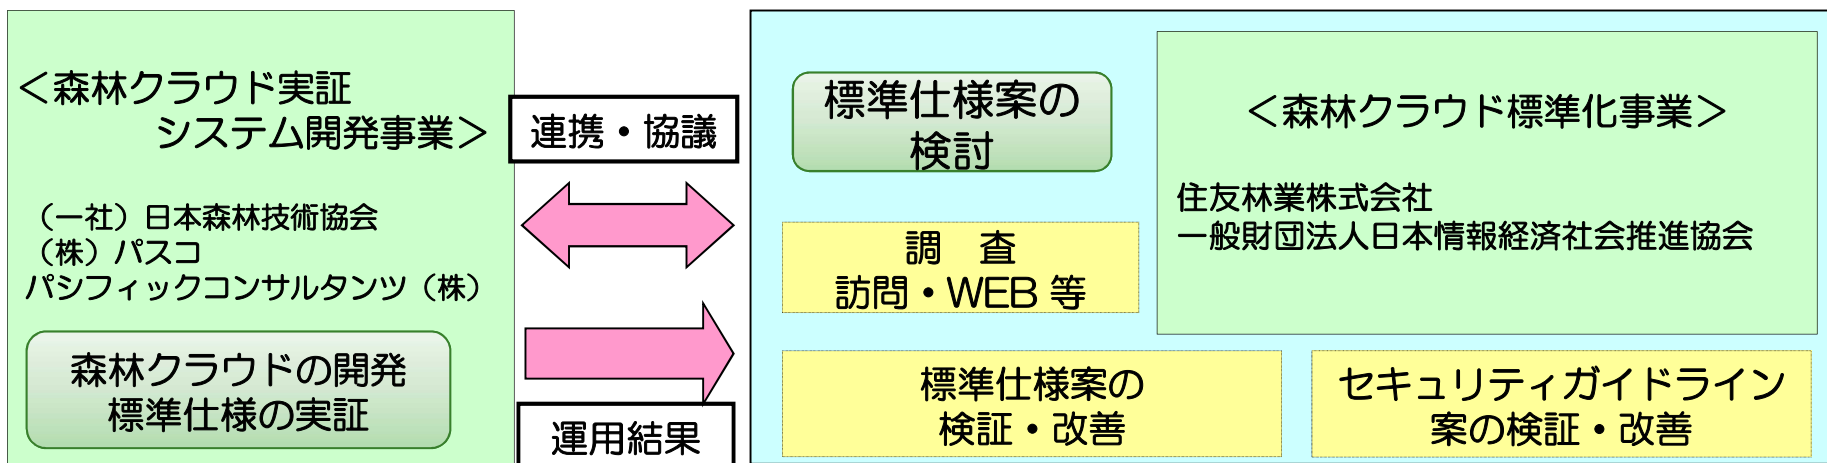 ＜森林クラウド実証
システム開発事業＞
（一社）日本森林技術協会
（株）パスコ
パシフィックコンサルタンツ（株）
森林クラウドの開発
標準仕様の実証
連携・協議
運用結果
標準仕様案の
検討
調　査
訪問・WEB 等
＜森林クラウド標準化事業＞
住友林業株式会社
一般財団法人日本情報経済社会推進協会
標準仕様案の
検証・改善
セキュリティガイドライン
案の検証・改善